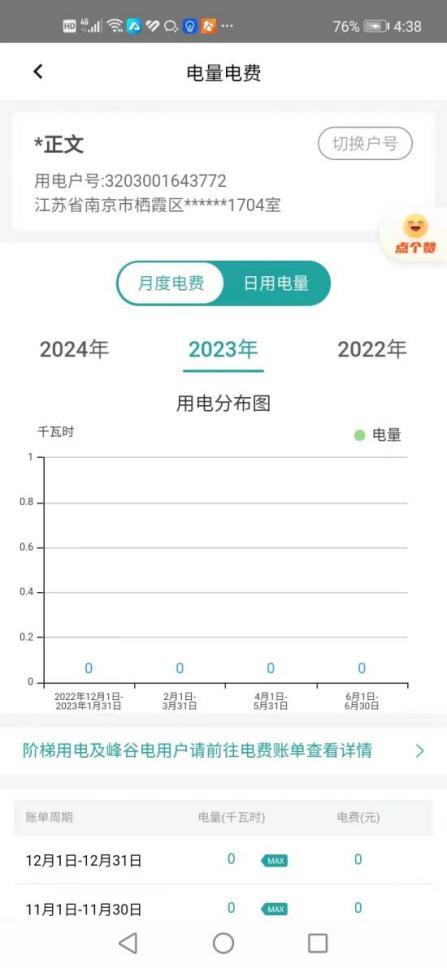 HD 4G 76% 4:38
电量电费
*正文 切换户号
用电户号:3203001643772
江苏省南京市栖霞区******1704室
点个赞
月度电费 日用电量
2024年 2023年 2022年
用电分布图
千瓦时 电量
1
0.8
0.6
0.4
0.2
0
0 0 0 0
2022年12月1日-2023年1月31日 2月1日-3月31日 4月1日-5月31日 6月1日-6月30日
阶梯用电及峰谷电用户请前往电费账单查看详情 >
账单周期 电量(千瓦时) 电费(元)
12月1日-12月31日 0 MAX 0
11月1日-11月30日 0 MAX 0